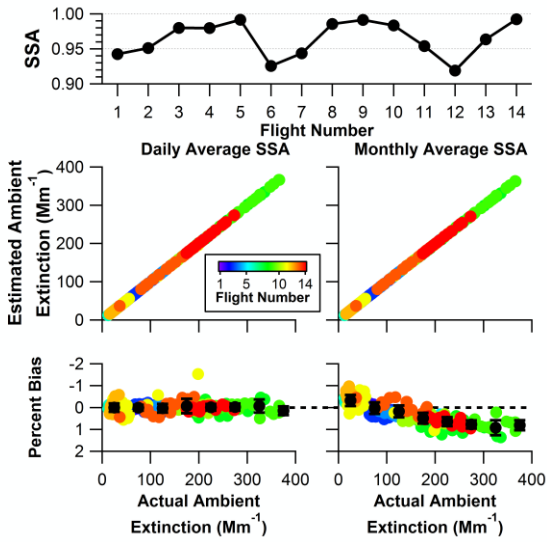 SSA
1.00
0.95
0.90
1 2 3 4 5 6 7 8 9 10 11 12 13 14
Flight Number
Daily Average SSA
Monthly Average SSA
Estimated Ambient
Extinction (Mm⁻¹)
400
300
200
100
0
1 5 10 14
Flight Number
Percent Bias
-2
-1
0
1
2
0 100 200 300 400
0 100 200 300 400
Actual Ambient
Extinction (Mm⁻¹)
Actual Ambient
Extinction (Mm⁻¹)